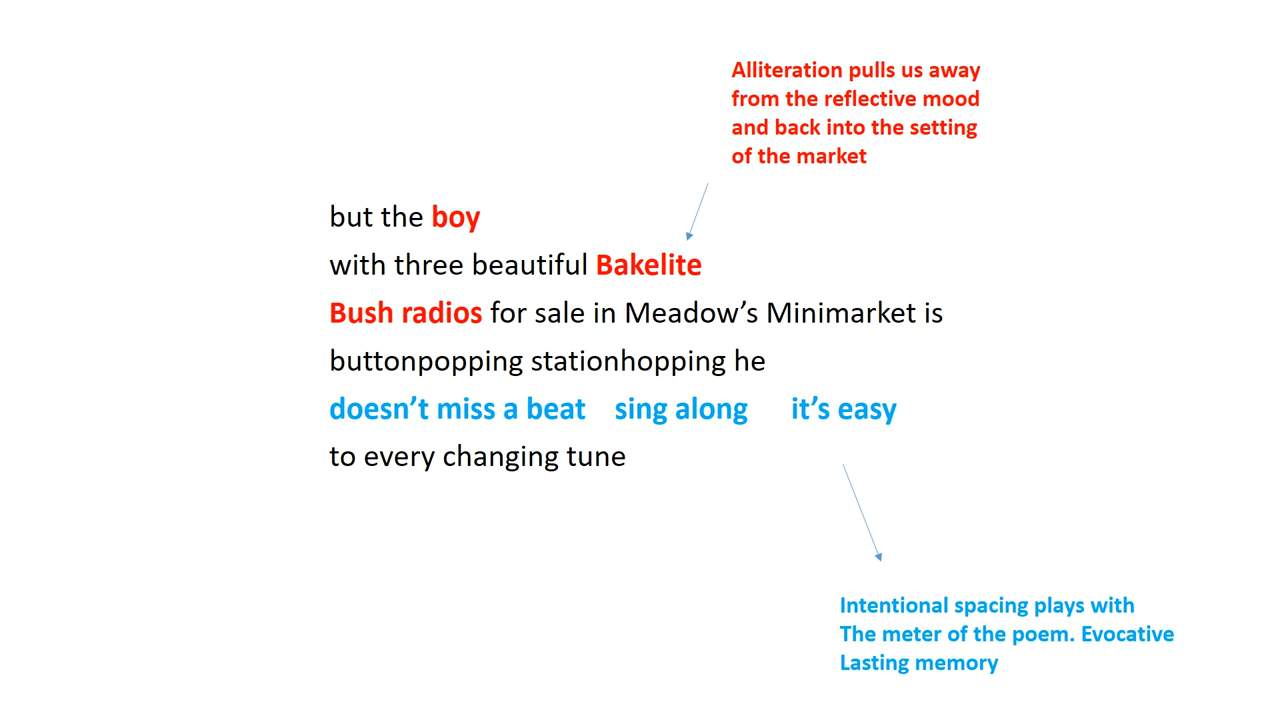 Alliteration pulls us away
from the reflective mood
and back into the setting
of the market
but the boy
with three beautiful Bakelite
Bush radios for sale in Meadow’s Minimarket is
buttonpopping stationhopping he
doesn’t miss a beat    sing along      it’s easy
to every changing tune
Intentional spacing plays with
The meter of the poem. Evocative
Lasting memory